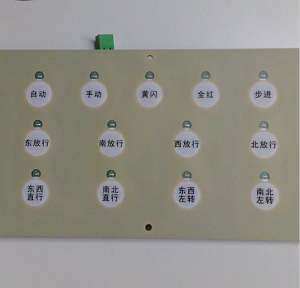 自动 手动 黄闪 全红 步进
东放行 南放行 西放行 北放行
东西 南北 东西 南北
直行 直行 左转 左转